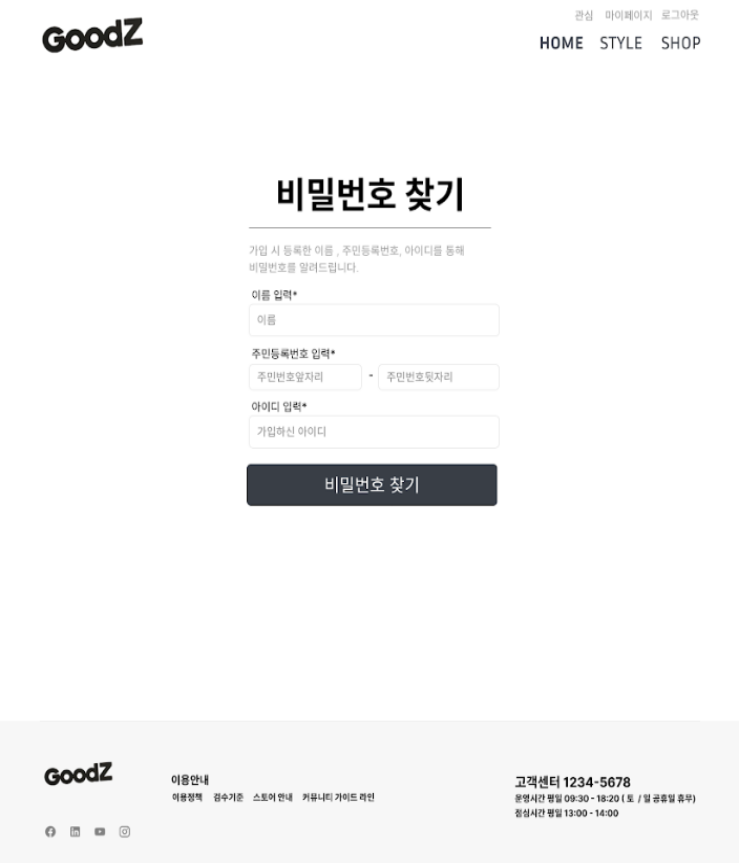 GoodZ
관심 마이페이지 로그아웃
HOME STYLE SHOP
비밀번호 찾기
가입 시 등록한 이름 , 주민등록번호, 아이디를 통해
비밀번호를 알려드립니다.
이름 입력*
이름
주민등록번호 입력*
주민번호앞자리 - 주민번호뒷자리
아이디 입력*
가입하신 아이디
비밀번호 찾기
GoodZ
이용안내
이용정책 검수기준 스토어 안내 커뮤니티 가이드 라인
고객센터 1234-5678
운영시간 평일 09:30 - 18:20 ( 토 / 일 공휴일 휴무)
점심시간 평일 13:00 - 14:00